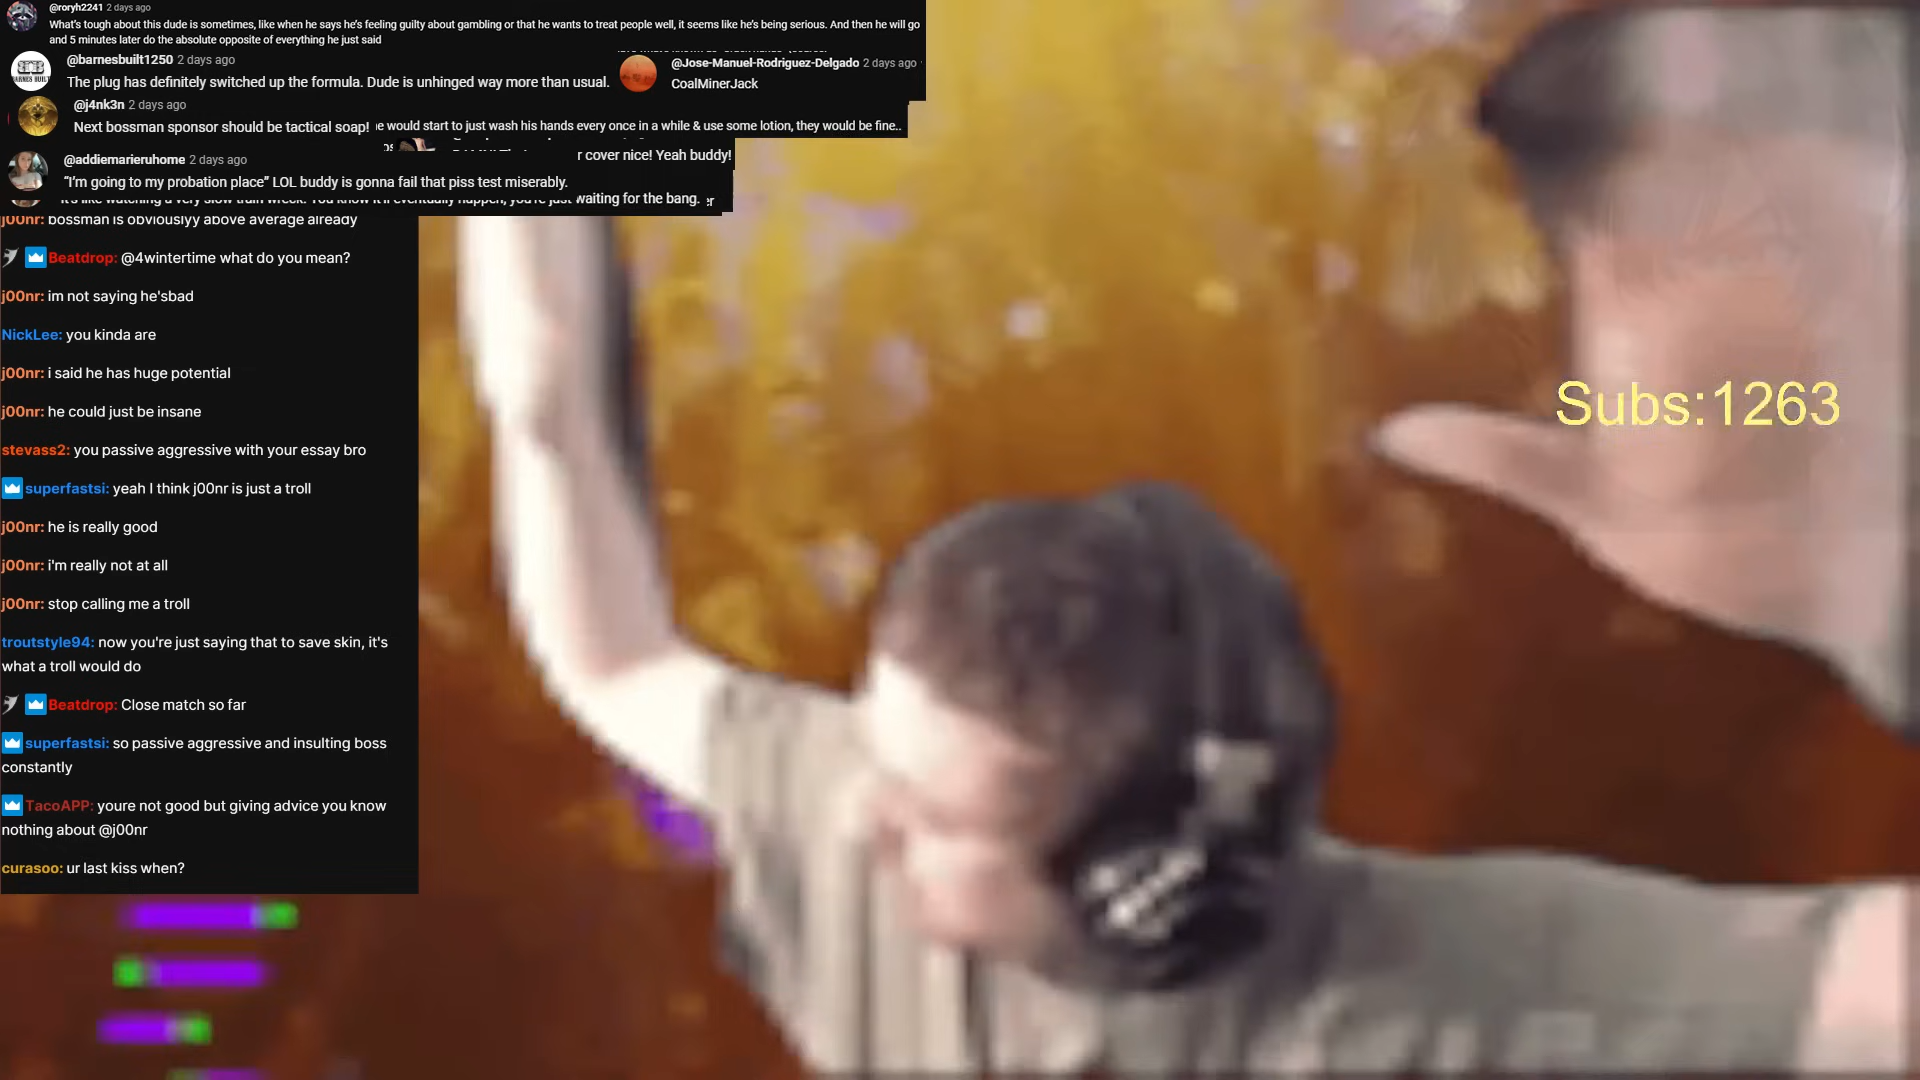 @roryh2241 2 days ago
What's tough about this dude is sometimes, like when he says he's feeling guilty about gambling or that he wants to treat people well, it seems like he's being serious. And then he will go
and 5 minutes later do the absolute opposite of everything he just said
@barnesbuilt1250 2 days ago
The plug has definitely switched up the formula. Dude is unhinged way more than usual.
@Jose-Manuel-Rodriguez-Delgado 2 days ago
CoalMinerJack
@j4nk3n 2 days ago
Next bossman sponsor should be tactical soap!
would start to just wash his hands every once in a while & use some lotion, they would be fine..
cover nice! Yeah buddy!
@addiemarieruhome 2 days ago
“I'm going to my probation place” LOL buddy is gonna fail that piss test miserably.
waiting for the bang.
j00nr: bossman is obviouslyy above average already
Beatdrop: @4wintertime what do you mean?
j00nr: im not saying he'sbad
NickLee: you kinda are
j00nr: i said he has huge potential
j00nr: he could just be insane
stevass2: you passive aggressive with your essay bro
superfastsi: yeah I think j00nr is just a troll
j00nr: he is really good
j00nr: i'm really not at all
j00nr: stop calling me a troll
troutstyle94: now you're just saying that to save skin, it's
what a troll would do
Beatdrop: Close match so far
superfastsi: so passive aggressive and insulting boss
constantly
TacoAPP: youre not good but giving advice you know
nothing about @j00nr
curasoo: ur last kiss when?
Subs:1263